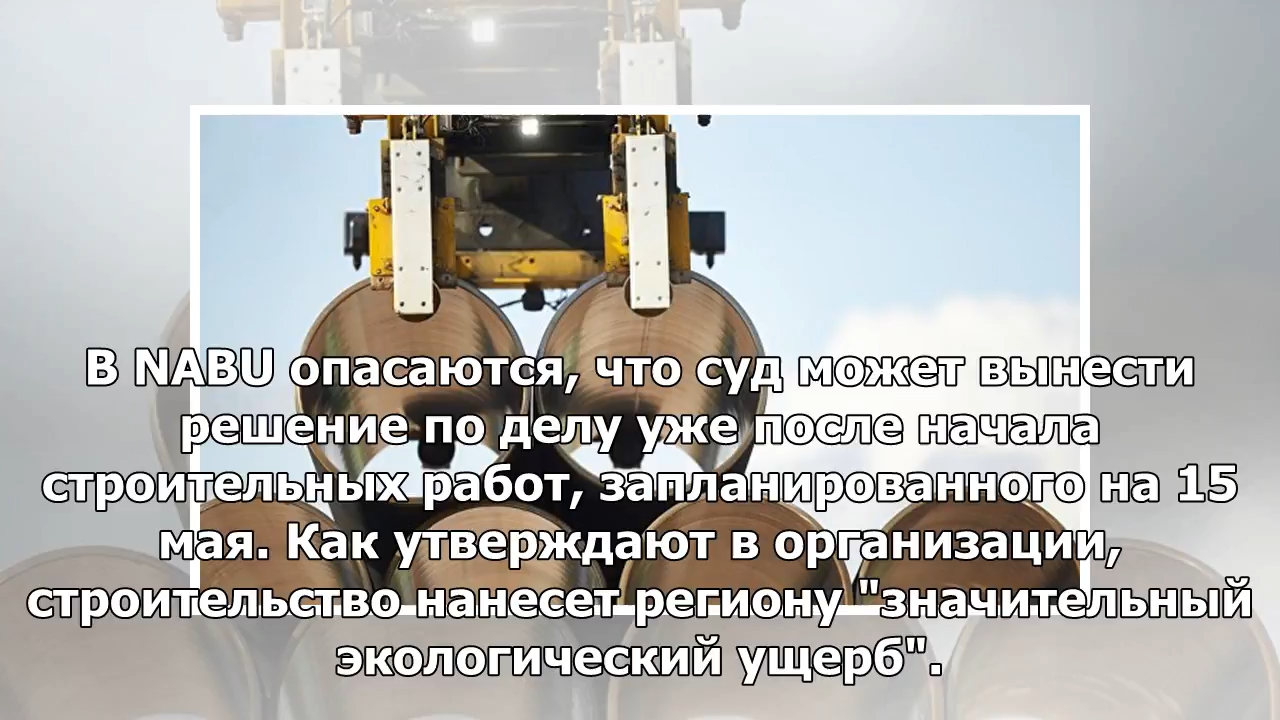 В NABU опасаются, что суд может вынести
решение по делу уже после начала
строительных работ, запланированного на 15
мая. Как утверждают в организации,
строительство нанесет региону "значительный
экологический ущерб".